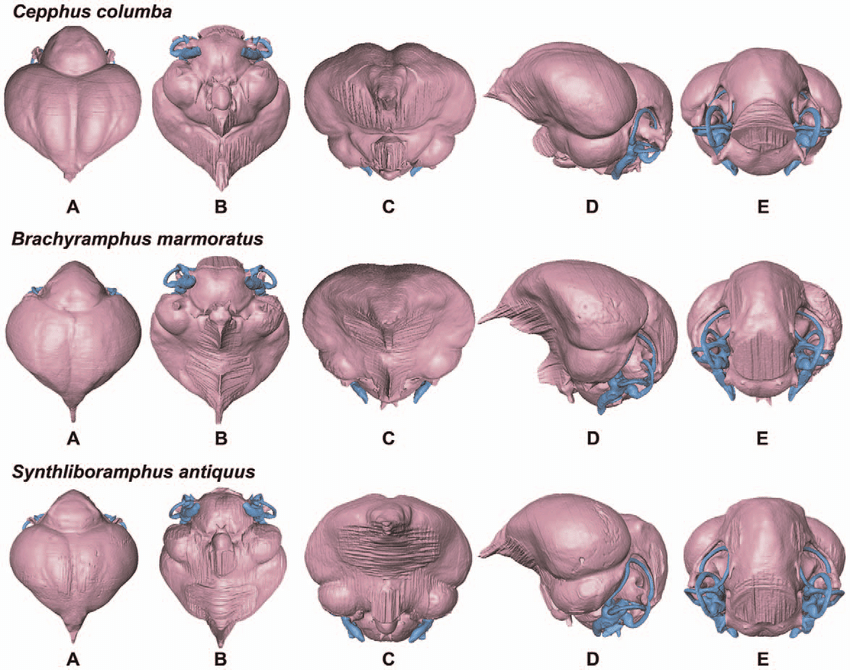 Cepphus columba
A B C D E
Brachyramphus marmoratus
A B C D E
Synthliboramphus antiquus
A B C D E